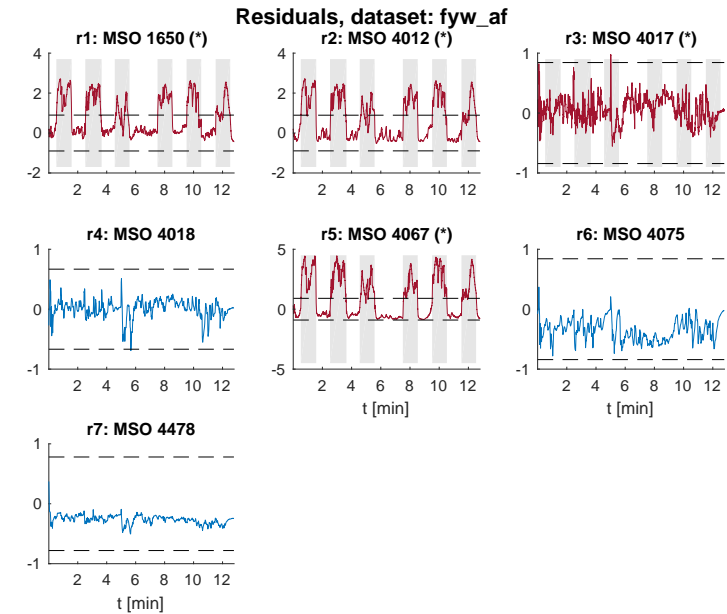 Residuals, dataset: fyw_af
r1: MSO 1650 (*)
4
2
0
-2
2 4 6 8 10 12
r2: MSO 4012 (*)
4
2
0
-2
2 4 6 8 10 12
r3: MSO 4017 (*)
1
0
-1
2 4 6 8 10 12
r4: MSO 4018
1
0
-1
2 4 6 8 10 12
r5: MSO 4067 (*)
5
0
-5
2 4 6 8 10 12
t [min]
r6: MSO 4075
1
0
-1
2 4 6 8 10 12
t [min]
r7: MSO 4478
1
0
-1
2 4 6 8 10 12
t [min]